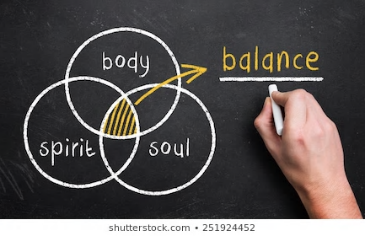 body
balance
spirit
soul
shutterstock.com · 251924452